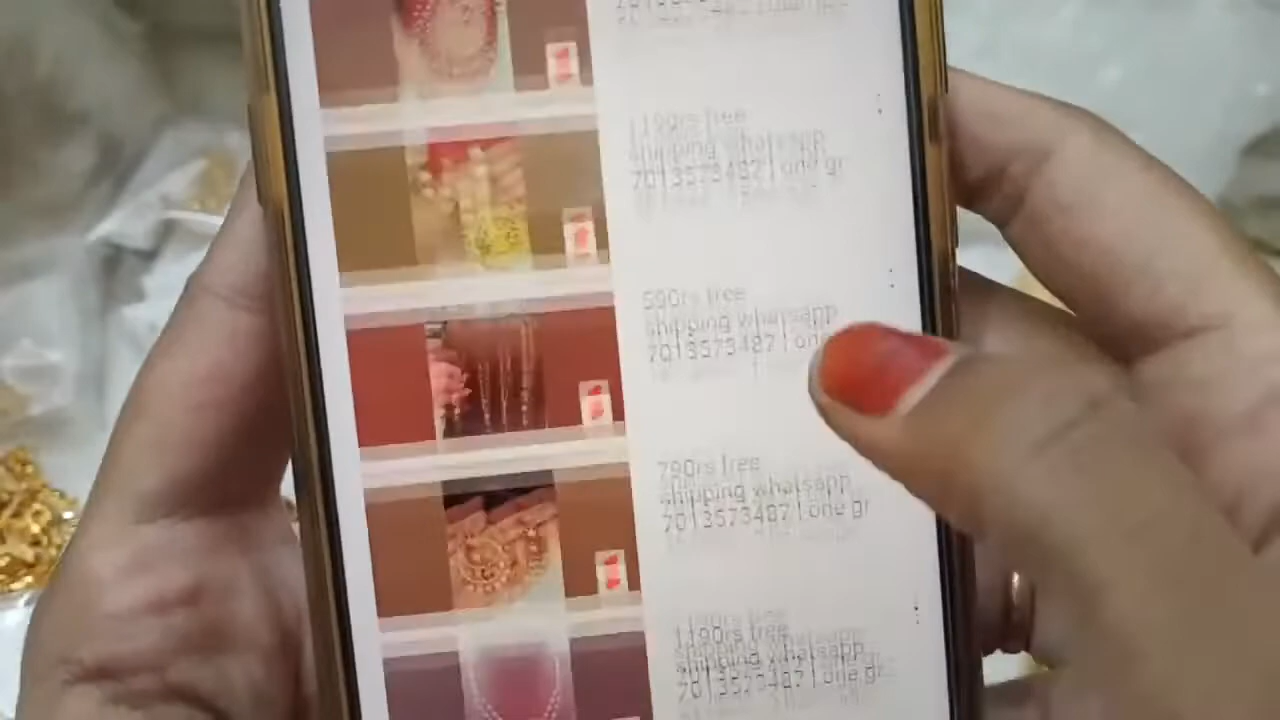 1190rs free
shipping whatsapp
7013573487 | one gr
590rs free
shipping whatsapp
7013573487 | one
790rs free
shipping whatsapp
7013573487 | one gr
1190rs free
shipping whatsapp
7013573487 | one gr